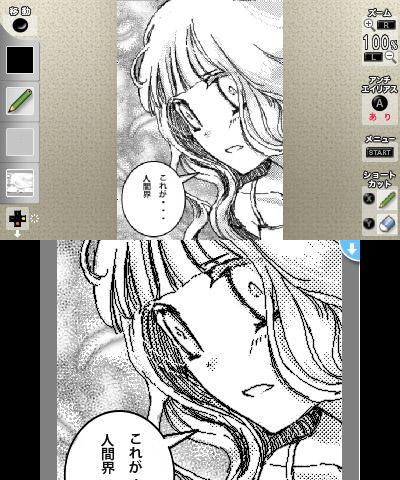 移動
ズーム
R
100%
L
アンチ
エイリアス
A
あり
メニュー
START
ショート
カット
X
Y
これが・・・
人間界
これが・
人間界